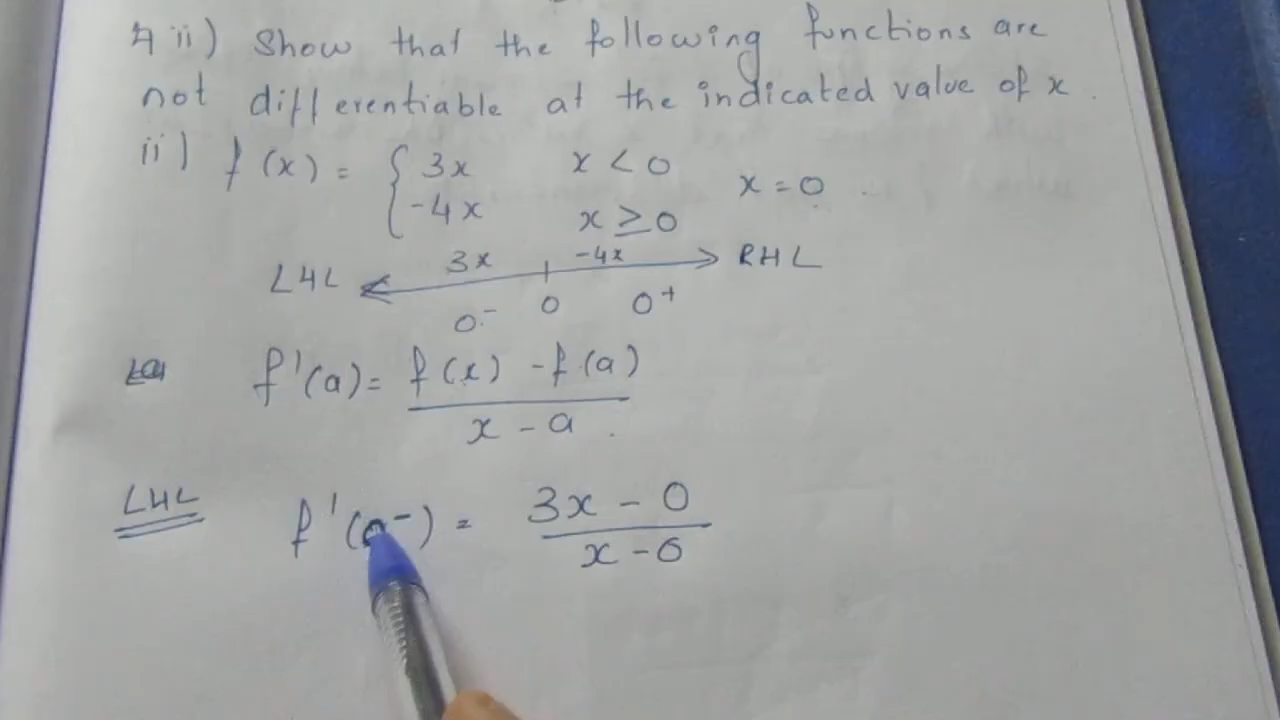 4 ii) Show that the following functions are
not differentiable at the indicated value of x.
ii) f(x) = { 3x x < 0 x = 0
-4x x ≥ 0
LHL 3x -4x RHL
0⁻ 0 0⁺
f'(a) = f(x) - f(a)
x - a
LHL f'(0⁻) = 3x - 0
x - 0